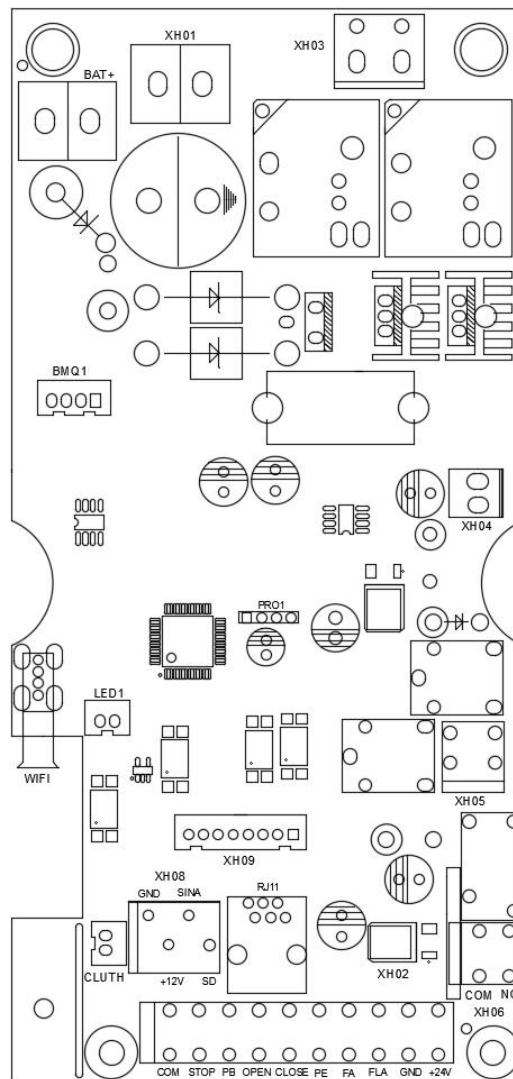 XH01
XH03
BAT+
BMQ1
XH04
PRO1
LED1
WIFI
XH05
XH09
XH08
GND SINA
RJ11
+12V SD
CLUTH
XH02
COM NO
XH06
COM STOP PB OPEN CLOSE PE FA FLA GND +24V